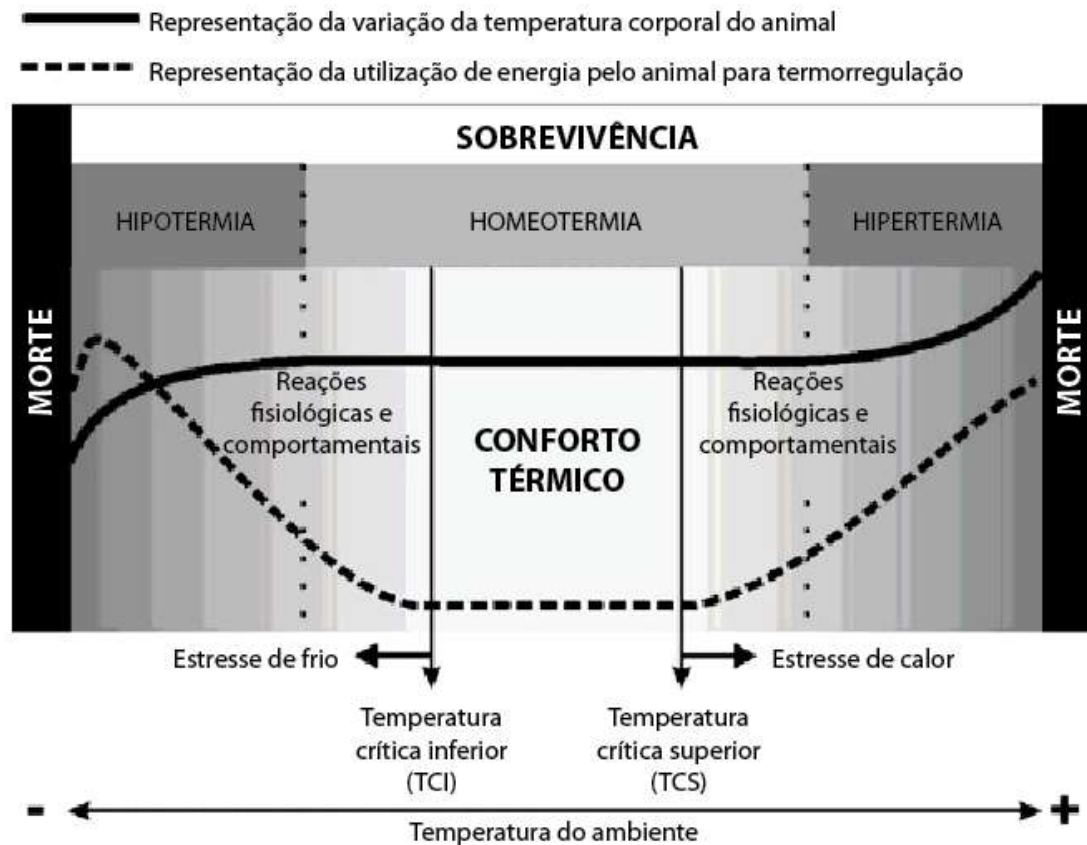 Representação da variação da temperatura corporal do animal
Representação da utilização de energia pelo animal para termorregulação
SOBREVIVÊNCIA
HIPOTERMIA
HOMEOTERMIA
HIPERTERMIA
MORTE
MORTE
Reações
fisiológicas e
comportamentais
CONFORTO
TÉRMICO
Reações
fisiológicas e
comportamentais
Estresse de frio
Estresse de calor
Temperatura
crítica inferior
(TCI)
Temperatura
crítica superior
(TCS)
- +
Temperatura do ambiente